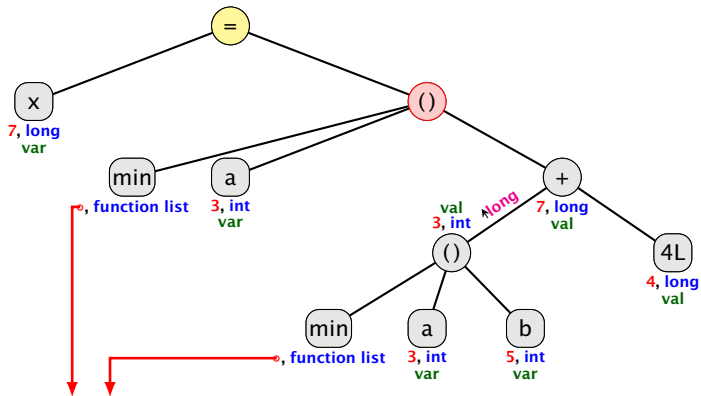 =
x
7, long
var
()
min
, function list
a
3, int
var
+
7, long
val
long
val
3, int
()
4L
4, long
val
min
, function list
a
3, int
var
b
5, int
var